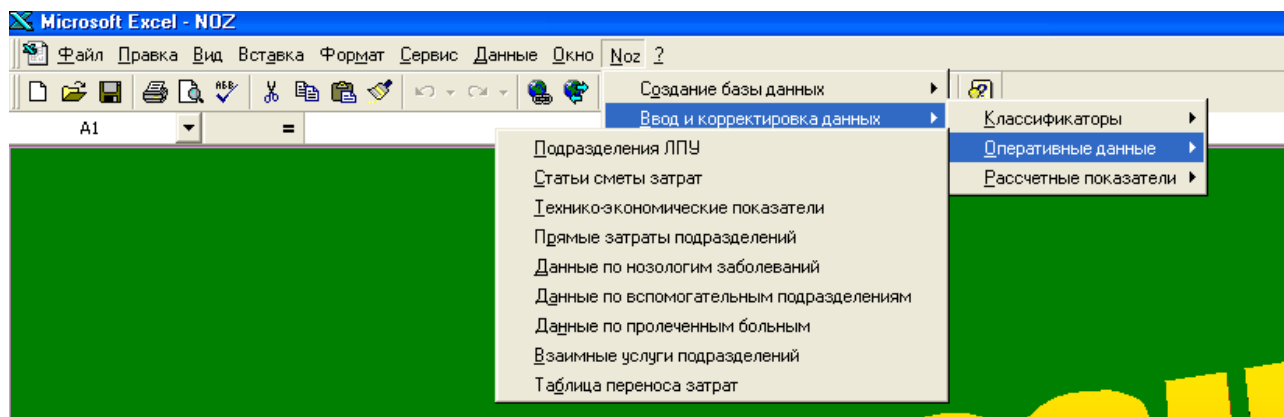 Microsoft Excel - NOZ
Файл Правка Вид Вставка Формат Сервис Данные Окно Noz ?
Создание базы данных
A1 = Ввод и корректировка данных Классификаторы
Подразделения ЛПУ Оперативные данные
Статьи сметы затрат Рассчетные показатели
Технико-экономические показатели
Прямые затраты подразделений
Данные по нозологим заболеваний
Данные по вспомогательным подразделениям
Данные по пролеченным больным
Взаимные услуги подразделений
Таблица переноса затрат